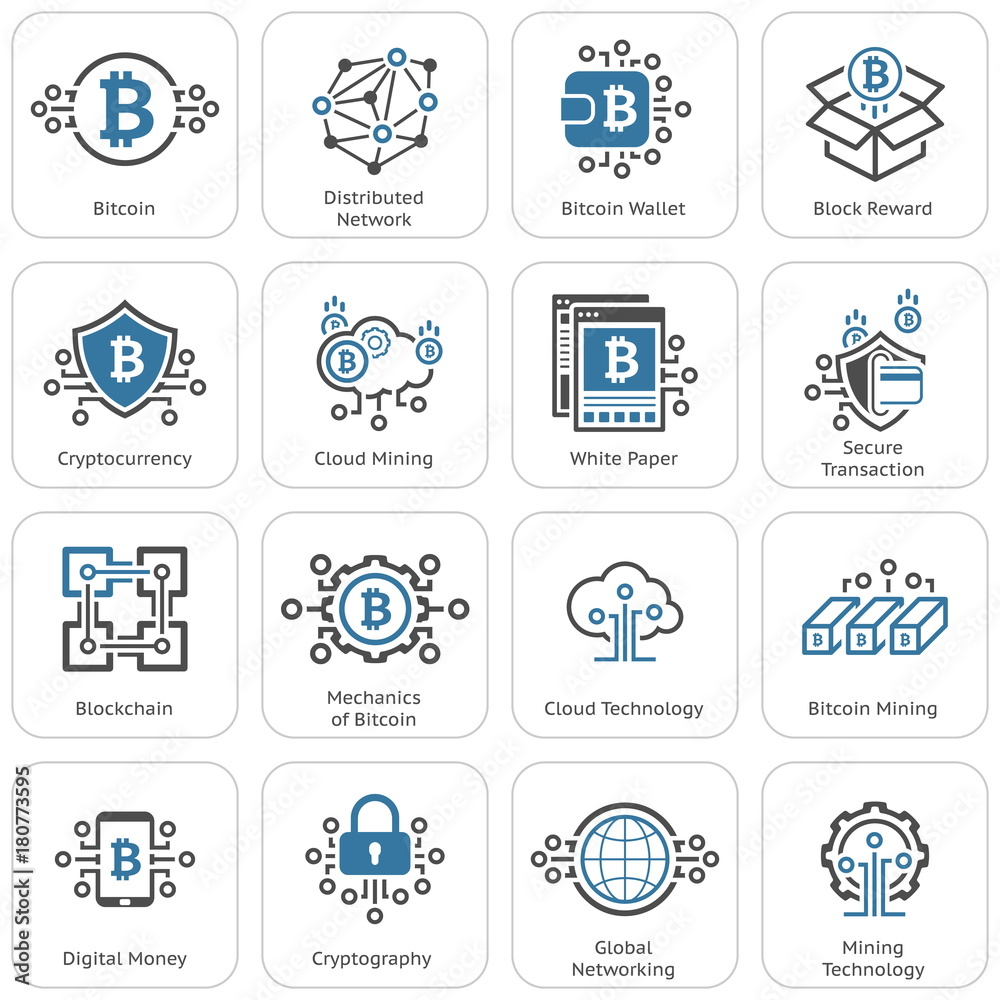 Bitcoin
Distributed
Network
Bitcoin Wallet
Block Reward
Cryptocurrency
Cloud Mining
White Paper
Secure
Transaction
Blockchain
Mechanics
of Bitcoin
Cloud Technology
Bitcoin Mining
Digital Money
Cryptography
Global
Networking
Mining
Technology
Adobe Stock | #180773595